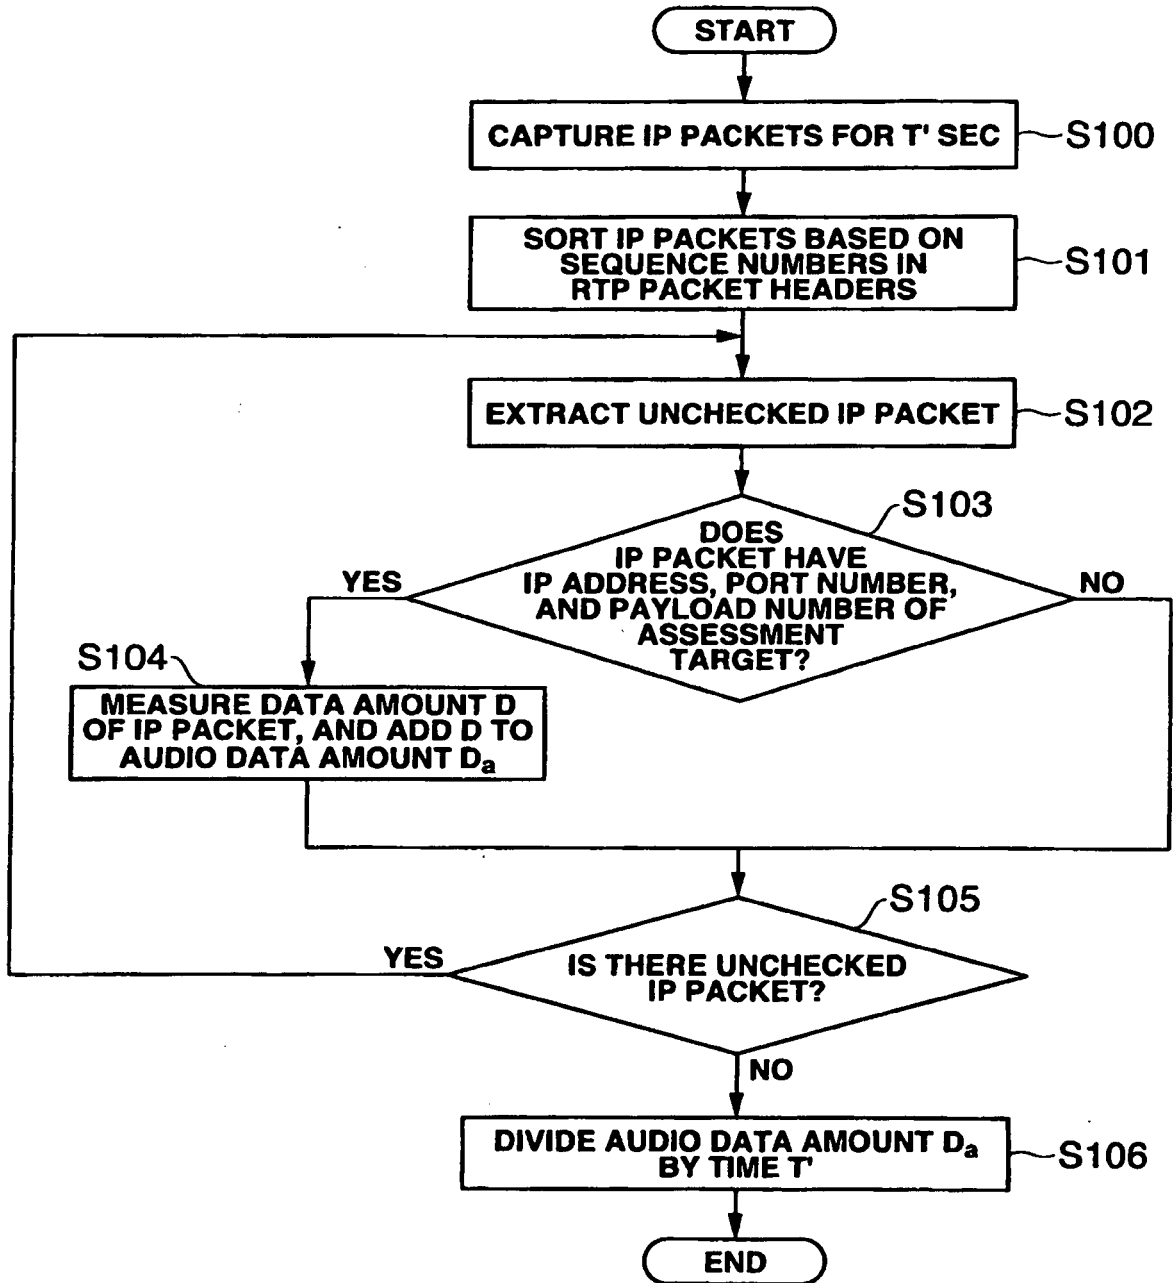 START
CAPTURE IP PACKETS FOR T' SEC
S100
SORT IP PACKETS BASED ON
SEQUENCE NUMBERS IN
RTP PACKET HEADERS
S101
EXTRACT UNCHECKED IP PACKET
S102
S103
DOES
IP PACKET HAVE
IP ADDRESS, PORT NUMBER,
AND PAYLOAD NUMBER OF
ASSESSMENT
TARGET?
YES
NO
S104
MEASURE DATA AMOUNT D
OF IP PACKET, AND ADD D TO
AUDIO DATA AMOUNT Da
S105
IS THERE UNCHECKED
IP PACKET?
YES
NO
DIVIDE AUDIO DATA AMOUNT Da
BY TIME T'
S106
END